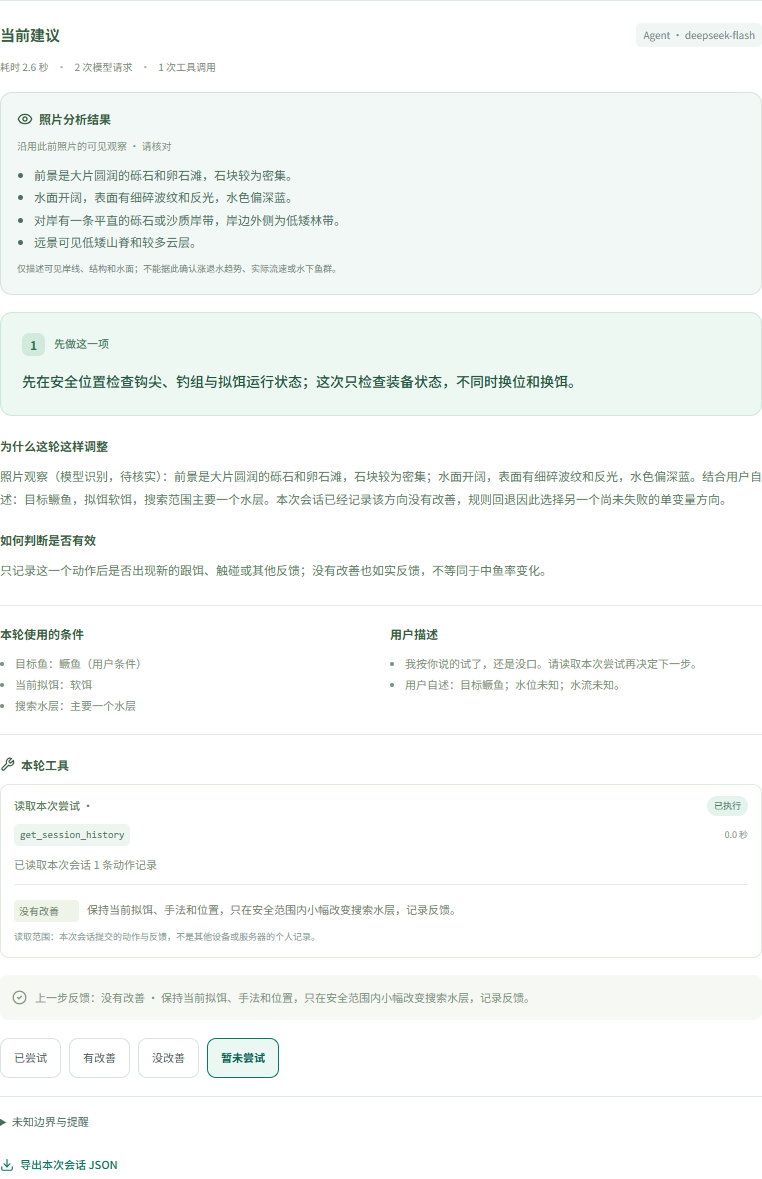 当前建议
Agent • deepseek-flash
耗时 2.6 秒 • 2 次模型请求 • 1 次工具调用
照片分析结果
沿用此前照片的可见观察 • 请核对
前景是大片圆润的砾石和卵石滩，石块较为密集。
水面开阔，表面有细碎波纹和反光，水色偏深蓝。
对岸有一条平直的砾石或沙质岸带，岸边外侧为低矮林带。
远景可见低矮山脊和较多云层。
仅描述可见岸线、结构和水面；不能据此确认涨退水趋势、实际流速或水下鱼群。
1 先做这一项
先在安全位置检查钩尖、钓组与拟饵运行状态；这次只检查装备状态，不同时换位和换饵。
为什么这轮这样调整
照片观察（模型识别，待核实）：前景是大片圆润的砾石和卵石滩，石块较为密集；水面开阔，表面有细碎波纹和反光，水色偏深蓝。结合用户自
述：目标鳜鱼，拟饵软饵，搜索范围主要一个水层。本次会话已经记录该方向没有改善，规则回退因此选择另一个尚未失败的单变量方向。
如何判断是否有效
只记录这一个动作后是否出现新的跟饵、触碰或其他反馈；没有改善也如实反馈，不等同于中鱼率变化。
本轮使用的条件
目标鱼：鳜鱼（用户条件）
当前拟饵：软饵
搜索水层：主要一个水层
用户描述
我按你说的试了，还是没口。请读取本次尝试再决定下一步。
用户自述：目标鳜鱼；水位未知；水流未知。
本轮工具
读取本次尝试 •
已执行
get_session_history
0.0 秒
已读取本次会话 1 条动作记录
没有改善 保持当前拟饵、手法和位置，只在安全范围内小幅改变搜索水层，记录反馈。
读取范围：本次会话提交的动作与反馈，不是其他设备或服务器的个人记录。
上一步反馈：没有改善 • 保持当前拟饵、手法和位置，只在安全范围内小幅改变搜索水层，记录反馈。
已尝试 有改善 没改善 暂未尝试
未知边界与提醒
导出本次会话 JSON